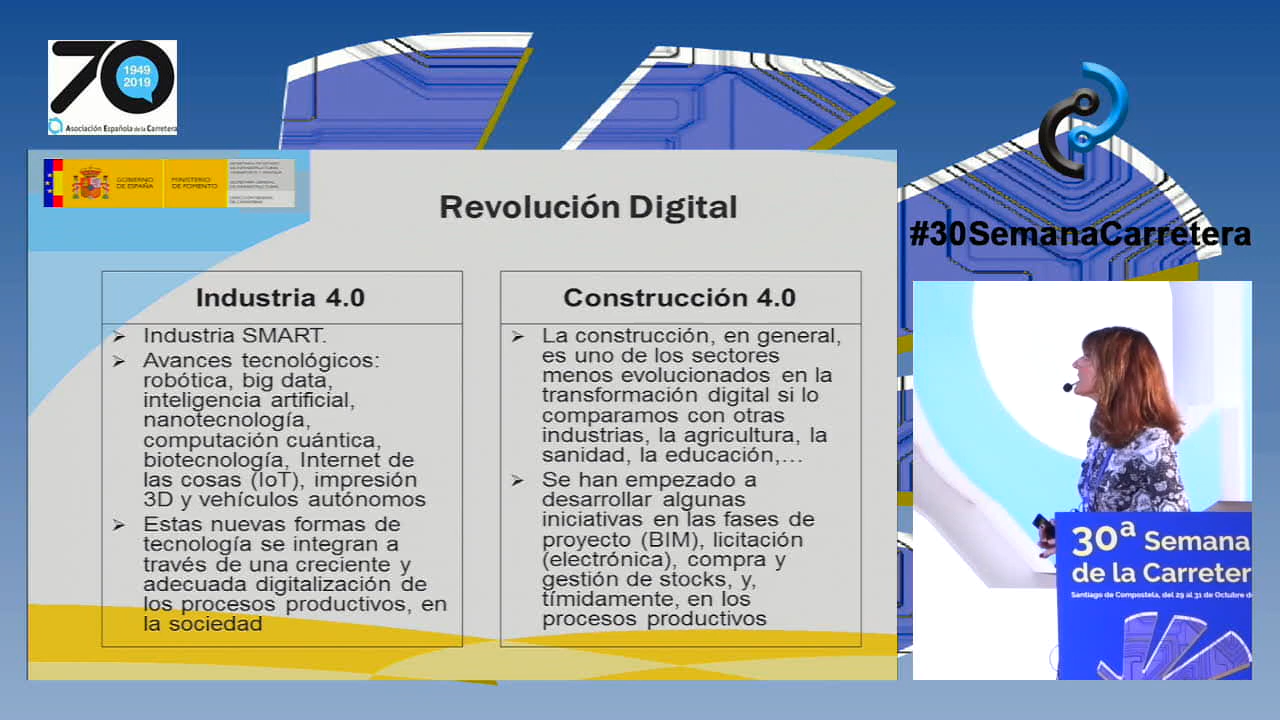 70
1949
2019
Asociación Española de la Carretera
GOBIERNO
DE ESPAÑA
MINISTERIO
DE FOMENTO
Revolución Digital
#30SemanaCarretera
Industria 4.0
Industria SMART.
Avances tecnológicos:
robótica, big data,
inteligencia artificial,
nanotecnología,
computación cuántica,
biotecnología, Internet de
las cosas (IoT), impresión
3D y vehículos autónomos
Estas nuevas formas de
tecnología se integran a
través de una creciente y
adecuada digitalización de
los procesos productivos, en
la sociedad
Construcción 4.0
La construcción, en general,
es uno de los sectores
menos evolucionados en la
transformación digital si lo
comparamos con otras
industrias, la agricultura, la
sanidad, la educación,…
Se han empezado a
desarrollar algunas
iniciativas en las fases de
proyecto (BIM), licitación
(electrónica), compra y
gestión de stocks, y,
tímidamente, en los
procesos productivos
30ª Semana
de la Carreter
Santiago de Compostela, del 29 al 31 de Octubre d